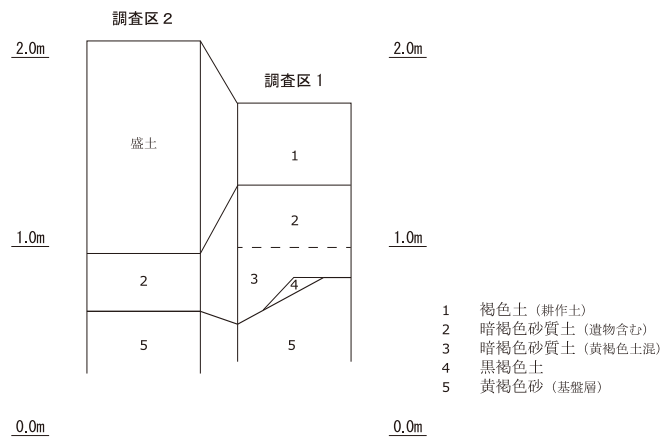 調査区２
2.0m
2.0m
調査区１
盛土
1
2
1.0m
1.0m
2
3
4
5
5
1 褐色土（耕作土）
2 暗褐色砂質土（遺物含む）
3 暗褐色砂質土（黄褐色土混）
4 黒褐色土
5 黄褐色砂（基盤層）
0.0m
0.0m